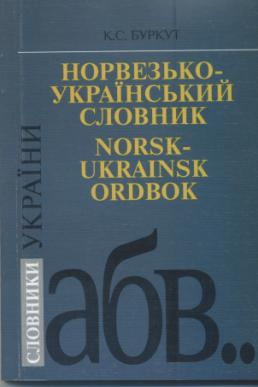 К.С. БУРКУТ
НОРВЕЗЬКО-
УКРАЇНСЬКИЙ
СЛОВНИК
NORSK-
UKRAINSK
ORDBOK
СЛОВНИКИ
УКРАЇНИ
абв..